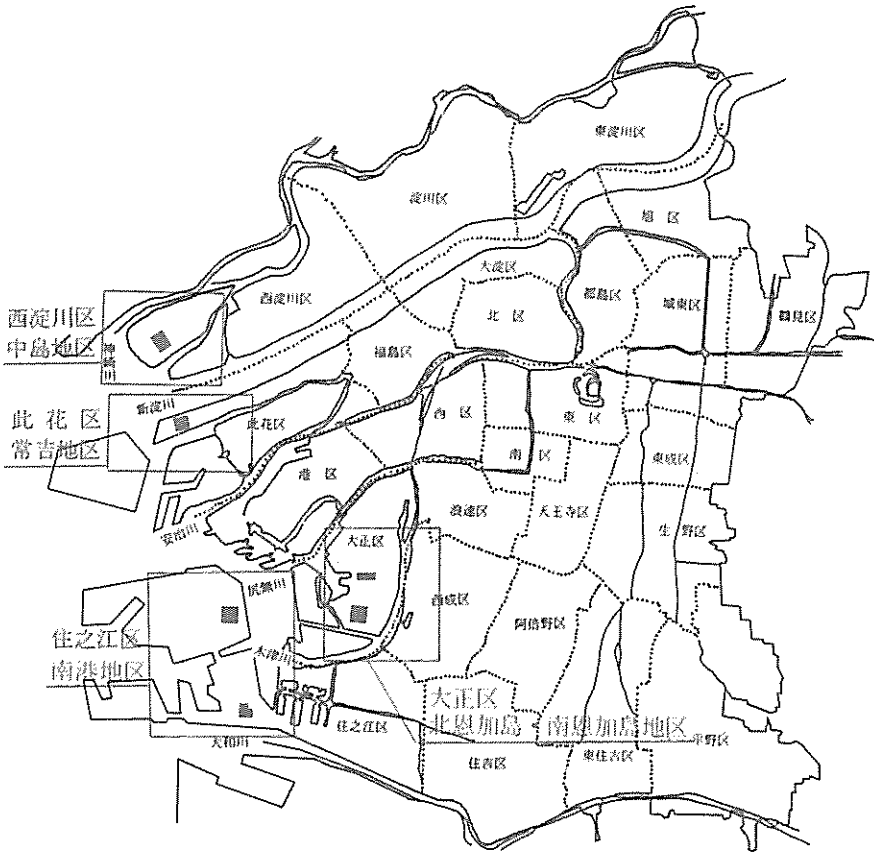 東淀川区
淀川区
旭 区
大淀区
西淀川区
都島区
城東区
鶴見区
北 区
西淀川区
中島地区
神崎川
福島区
新淀川
此花区
西 区
東 区
此 花 区
常吉地区
南 区
東成区
港 区
浪速区
天王寺区
生 野 区
安治川
大正区
尻無川
西成区
阿倍野区
住之江区
南港地区
木津川
大正区
北恩加島 南恩加島地区
住之江区
平野区
大和川
住吉区
東住吉区